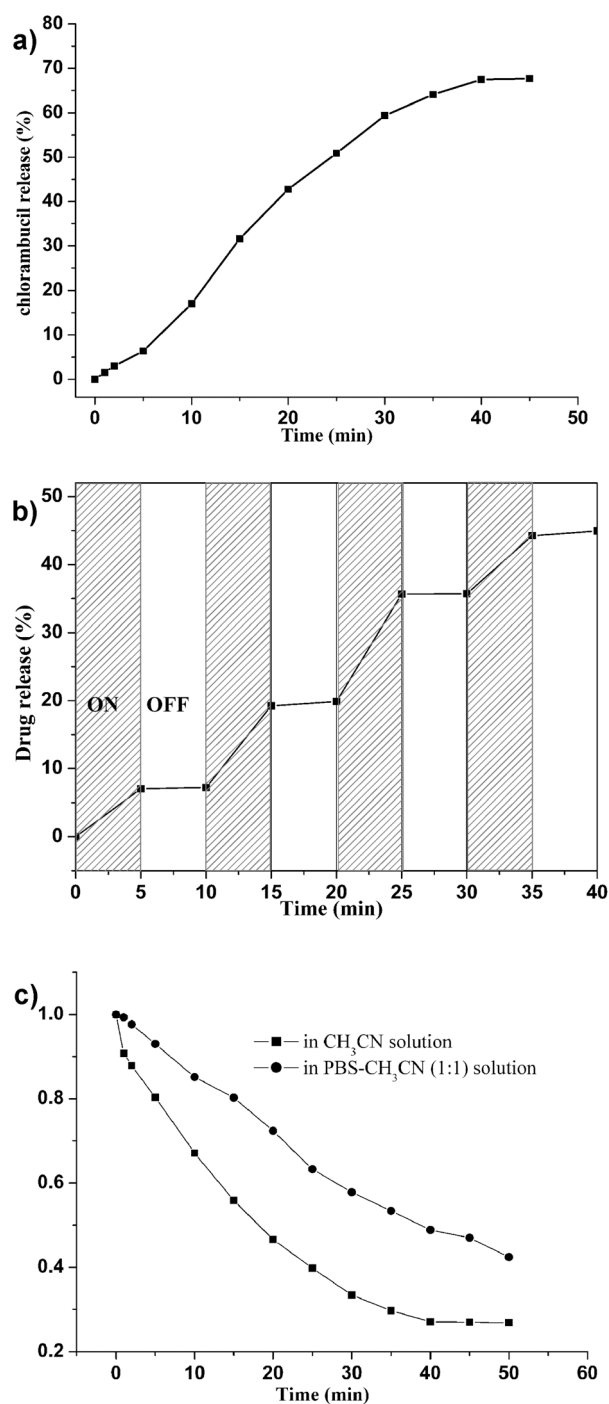 a)
80
70
60
50
40
30
20
10
0
chlorambucil release (%)
0 10 20 30 40 50
Time (min)
b)
50
40
30
20
10
0
Drug release (%)
ON OFF
0 5 10 15 20 25 30 35 40
Time (min)
c)
1.0
0.8
0.6
0.4
0.2
in CH₃CN solution
in PBS-CH₃CN (1:1) solution
0 10 20 30 40 50 60
Time (min)